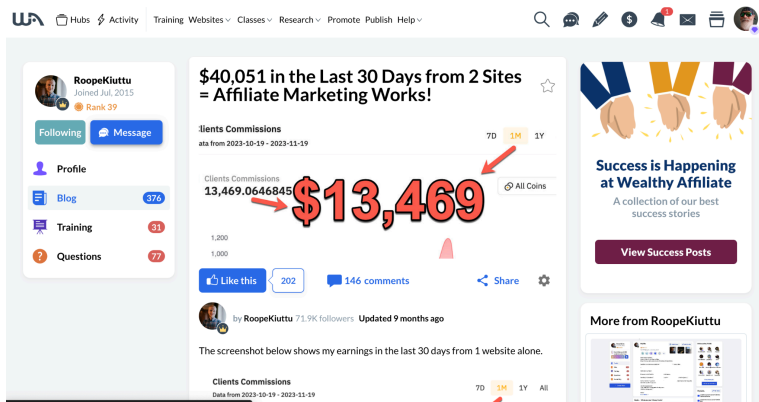 WA Hubs Activity Training Websites Classes Research Promote Publish Help $ 1
RoopeKiuttu
Joined Jul, 2015
Rank 39
Following Message
Profile
Blog 376
Training 31
? Questions 77
$40,051 in the Last 30 Days from 2 Sites
= Affiliate Marketing Works!
Clients Commissions
ata from 2023-10-19 - 2023-11-19
7D 1M 1Y
Clients Commissions
13,469.0646845
$13,469
All Coins
1,200
1,000
Like this 202 146 comments Share
by RoopeKiuttu 71.9K followers Updated 9 months ago
The screenshot below shows my earnings in the last 30 days from 1 website alone.
Clients Commissions
Data from 2023-10-19 - 2023-11-19
7D 1M 1Y All
Success is Happening
at Wealthy Affiliate
A collection of our best
success stories
View Success Posts
More from RoopeKiuttu